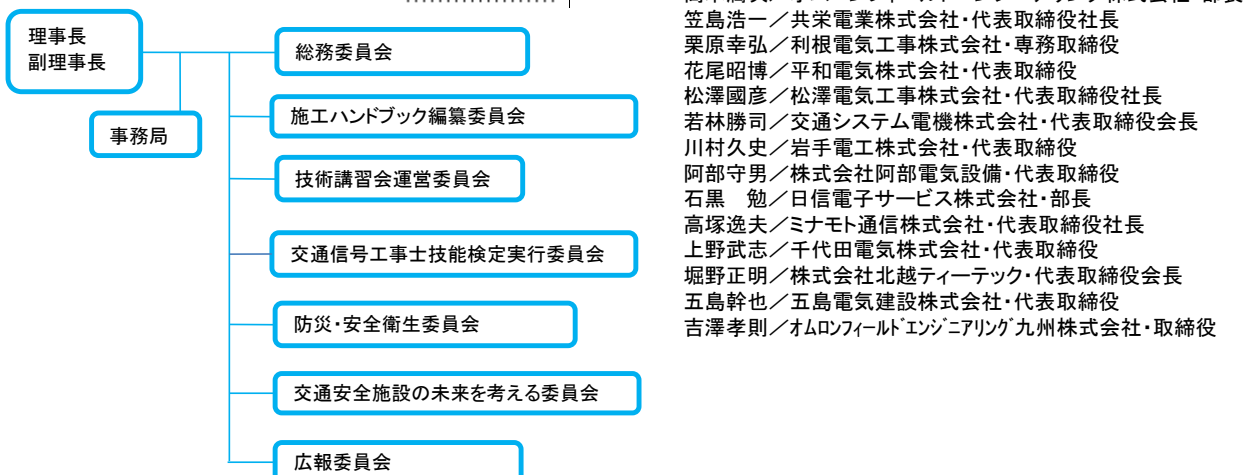 理事長
副理事長
事務局
総務委員会
施工ハンドブック編纂委員会
技術講習会運営委員会
交通信号工事士技能検定実行委員会
防災・安全衛生委員会
交通安全施設の未来を考える委員会
広報委員会
笠島浩一／共栄電業株式会社・代表取締役社長
栗原幸弘／利根電気工事株式会社・専務取締役
花尾昭博／平和電気株式会社・代表取締役
松澤國彦／松澤電気工事株式会社・代表取締役社長
若林勝司／交通システム電機株式会社・代表取締役会長
川村久史／岩手電工株式会社・代表取締役
阿部守男／株式会社阿部電気設備・代表取締役
石黒　勉／日信電子サービス株式会社・部長
高塚逸夫／ミナモト通信株式会社・代表取締役社長
上野武志／千代田電気株式会社・代表取締役
堀野正明／株式会社北越ティーテック・代表取締役会長
五島幹也／五島電気建設株式会社・代表取締役
吉澤孝則／ｵﾑﾛﾝﾌｨｰﾙﾄﾞｴﾝｼﾞﾆｱﾘﾝｸﾞ九州株式会社・取締役